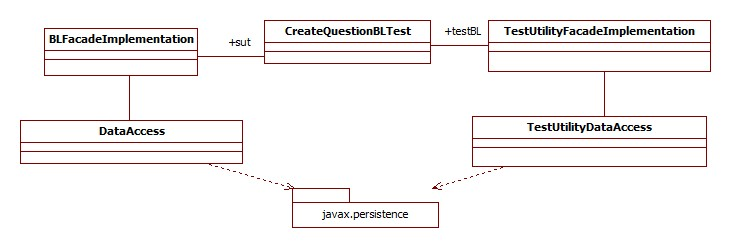 BLFacadeImplementation
+sut
CreateQuestionBLTest
+testBL
TestUtilityFacadeImplementation
DataAccess
TestUtilityDataAccess
javax.persistence